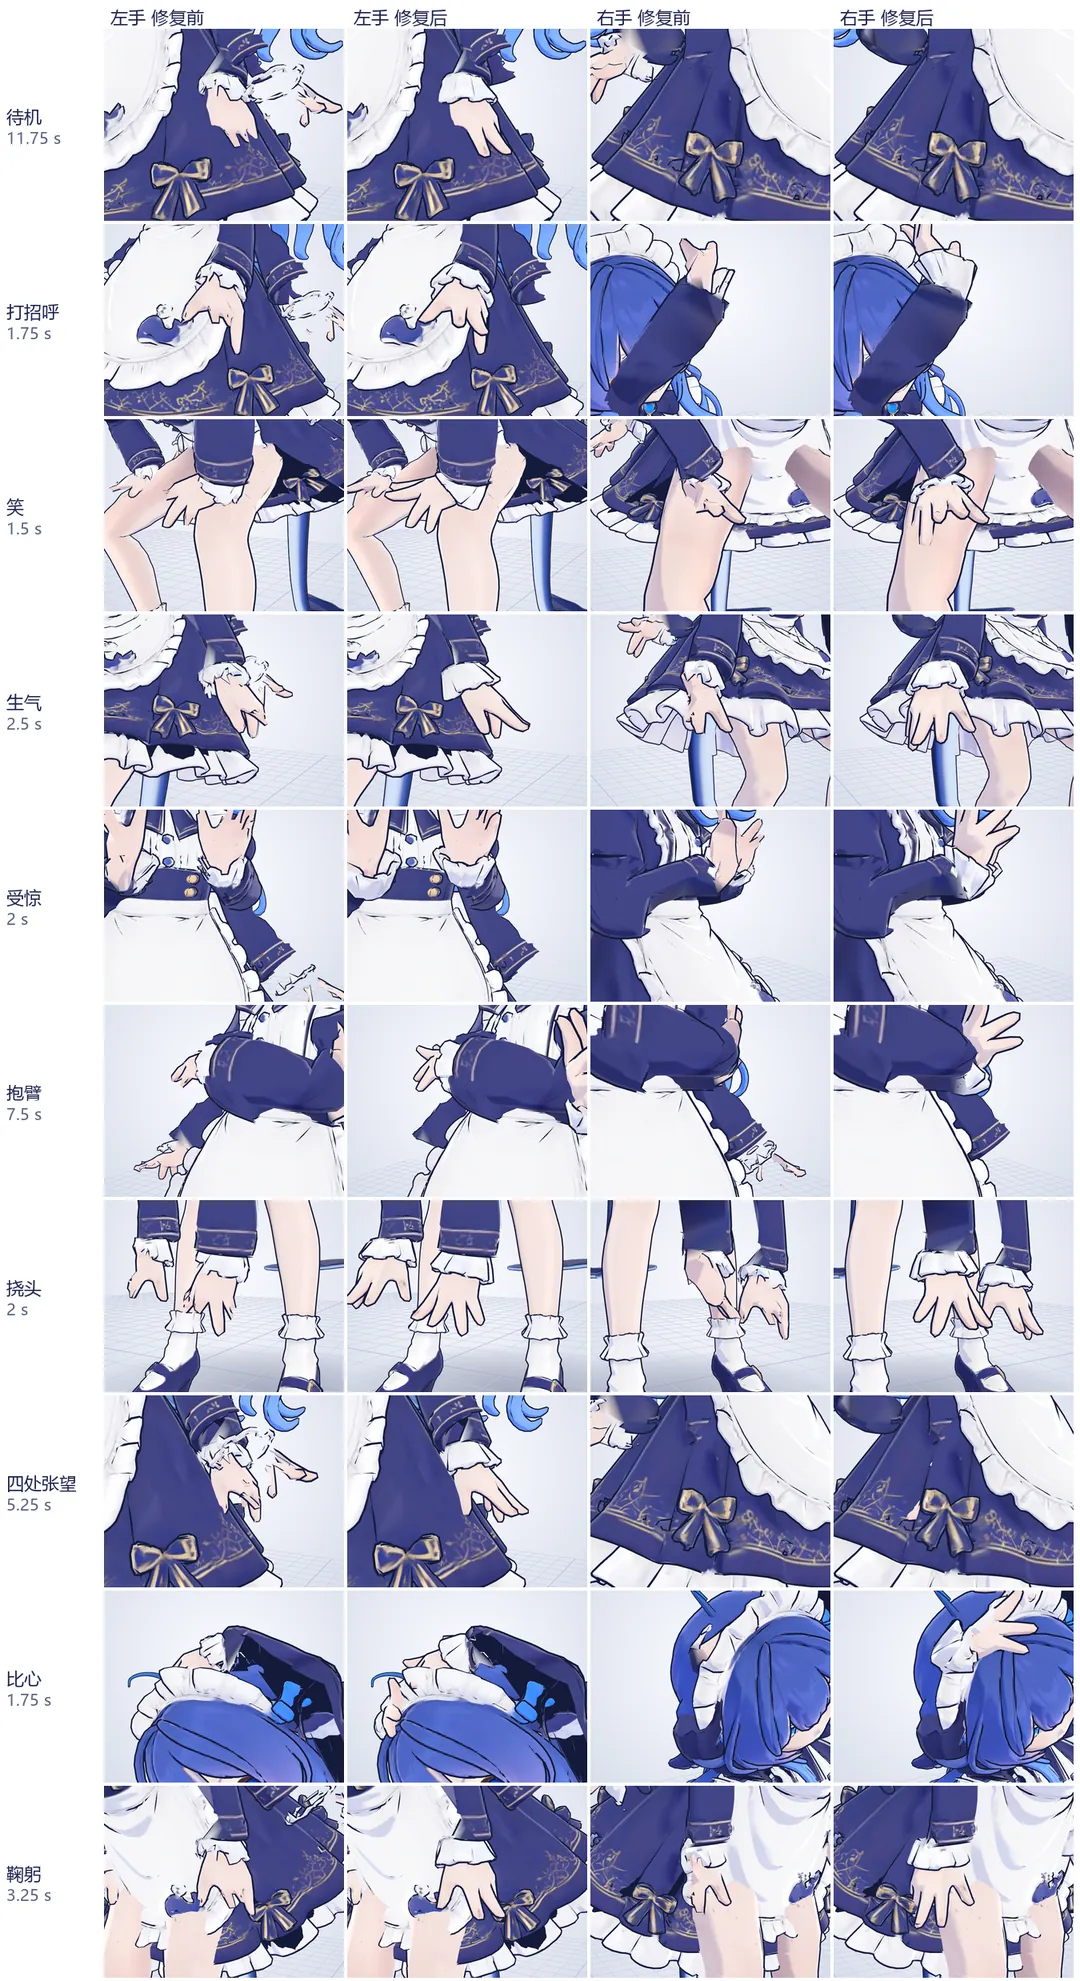 左手 修复前
左手 修复后
右手 修复前
右手 修复后
待机
11.75 s
打招呼
1.75 s
笑
1.5 s
生气
2.5 s
受惊
2 s
抱臂
7.5 s
挠头
2 s
四处张望
5.25 s
比心
1.75 s
鞠躬
3.25 s